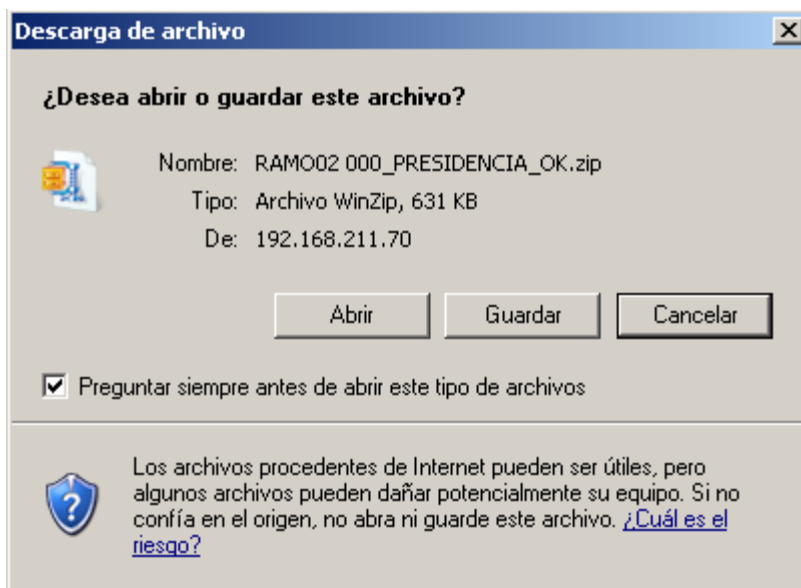 Descarga de archivo
¿Desea abrir o guardar este archivo?
Nombre: RAMO02 000_PRESIDENCIA_OK.zip
Tipo: Archivo WinZip, 631 KB
De: 192.168.211.70
Abrir Guardar Cancelar
Preguntar siempre antes de abrir este tipo de archivos
Los archivos procedentes de Internet pueden ser útiles, pero
algunos archivos pueden dañar potencialmente su equipo. Si no
confía en el origen, no abra ni guarde este archivo. ¿Cuál es el
riesgo?